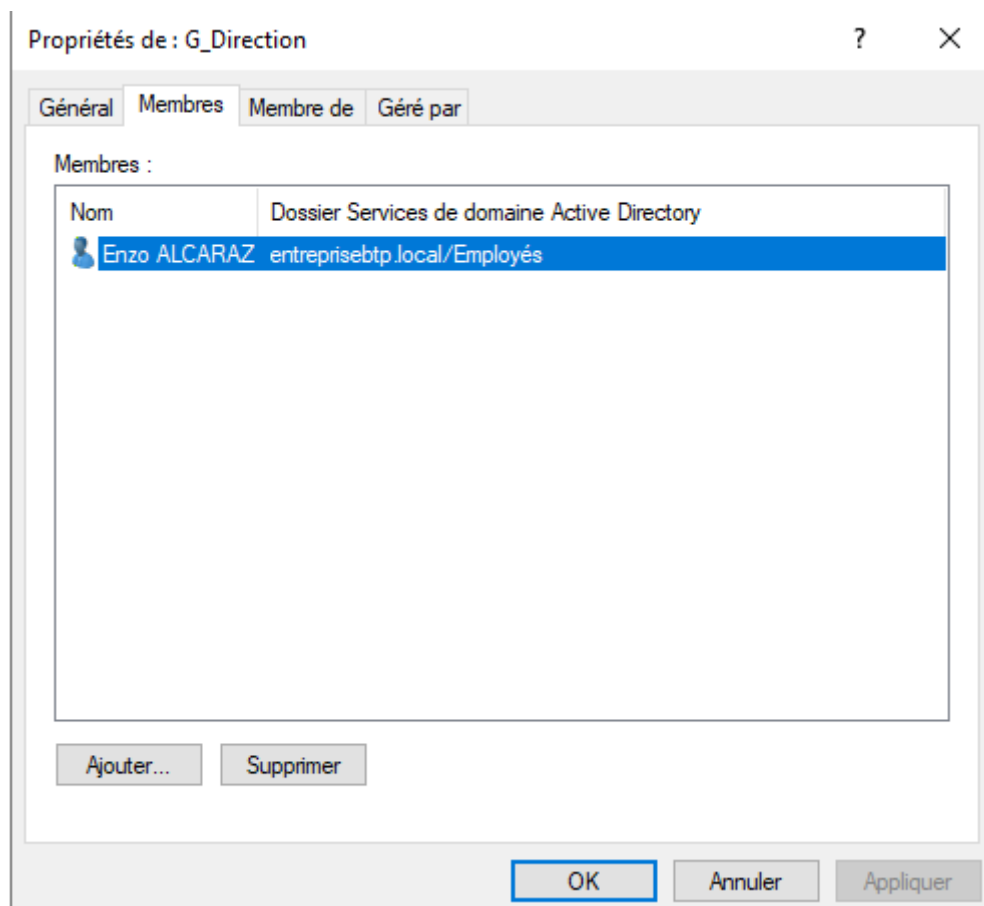 Propriétés de : G_Direction ? X
Général Membres Membre de Géré par
Membres :
Nom Dossier Services de domaine Active Directory
Enzo ALCARAZ entreprisebtp.local/Employés
Ajouter... Supprimer
OK Annuler Appliquer